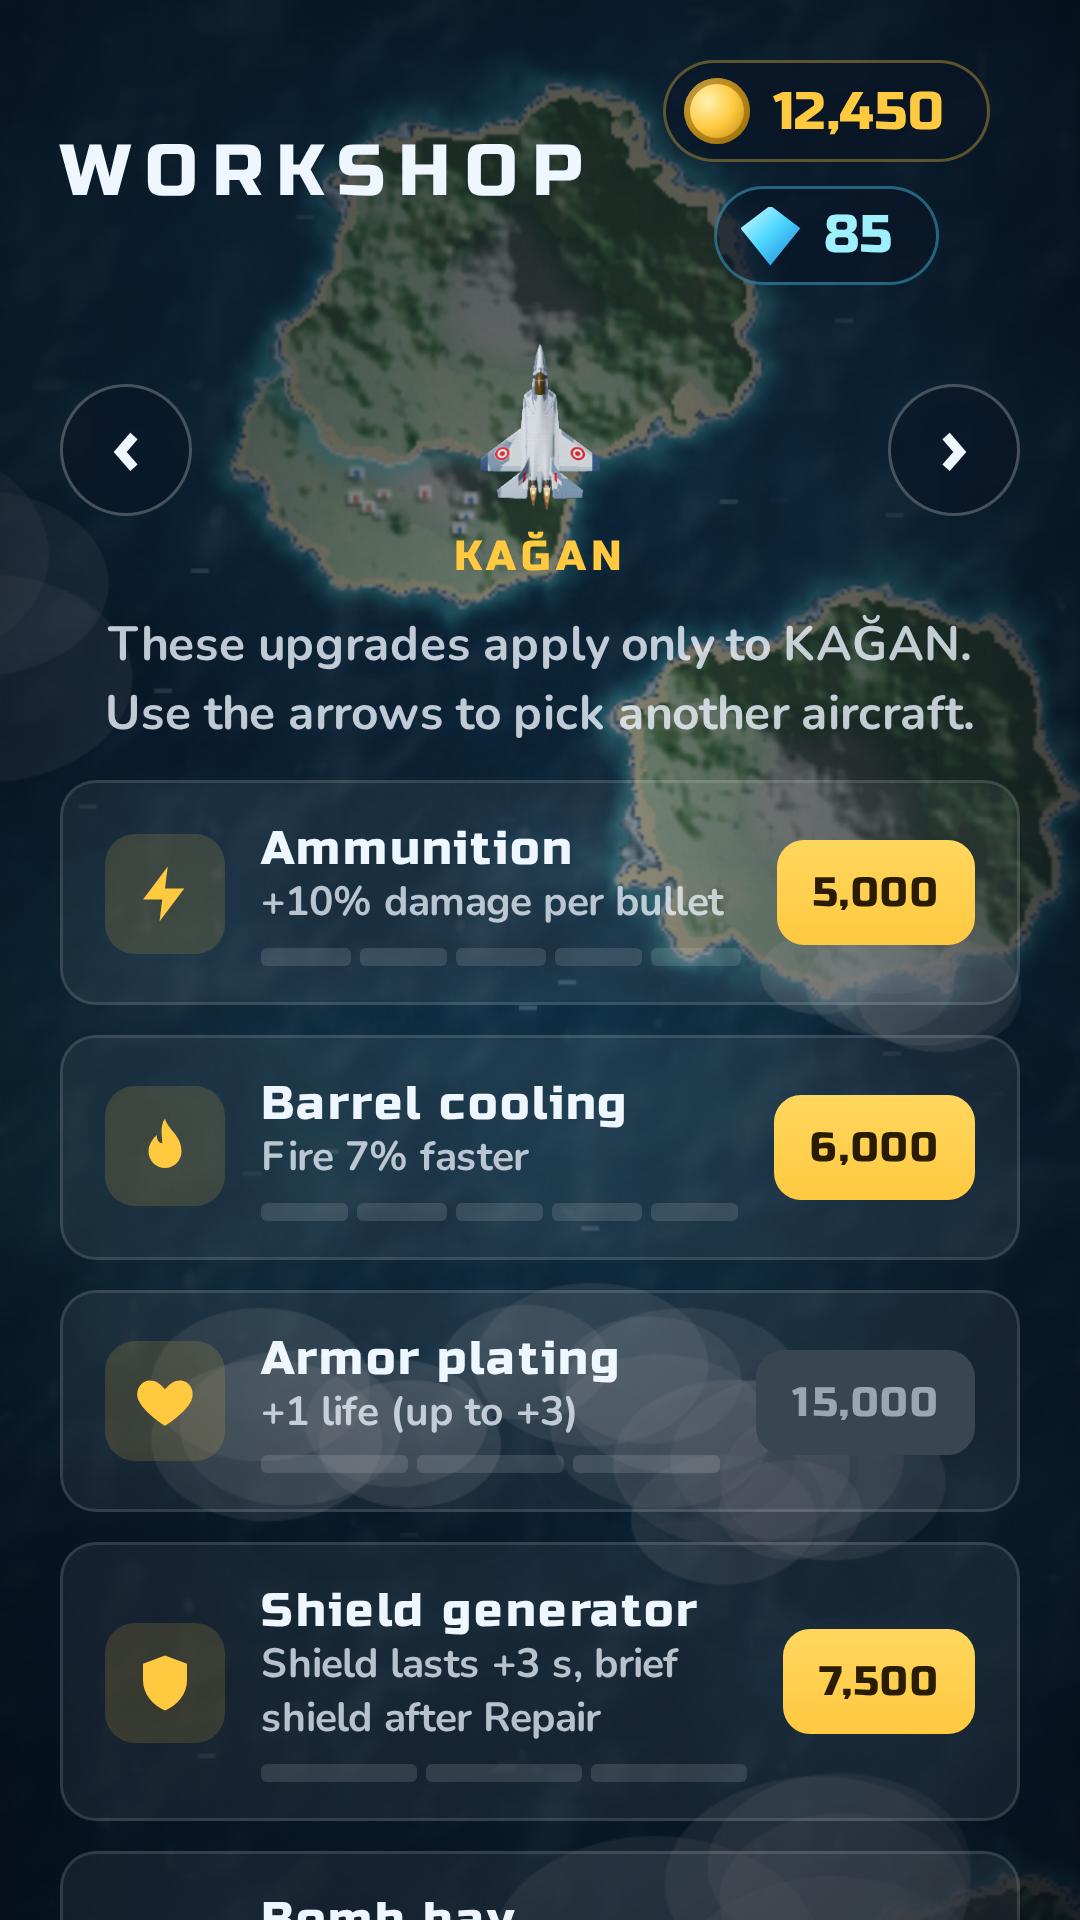 WORKSHOP
12,450
85
KAĞAN
These upgrades apply only to KAĞAN.
Use the arrows to pick another aircraft.
Ammunition
+10% damage per bullet
5,000
Barrel cooling
Fire 7% faster
6,000
Armor plating
+1 life (up to +3)
15,000
Shield generator
Shield lasts +3 s, brief
shield after Repair
7,500
Bomb bay